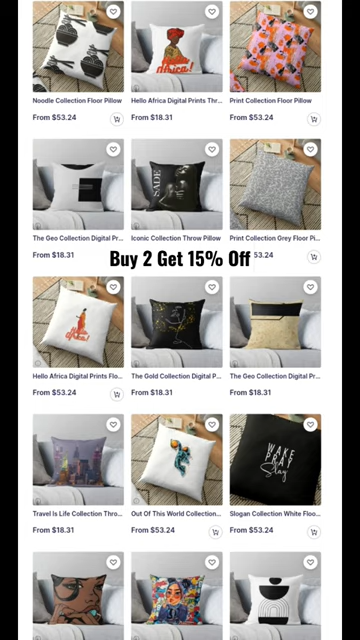 Noodle Collection Floor Pillow
Hello Africa Digital Prints Thr...
Print Collection Floor Pillow
From $53.24
From $18.31
From $53.24
SADE
The Geo Collection Digital Pr...
Iconic Collection Throw Pillow
Print Collection Grey Floor Pi...
From $18.31
53.24
Buy 2 Get 15% Off
Hello Africa Digital Prints Flo...
The Gold Collection Digital P...
The Geo Collection Digital Pr...
From $53.24
From $18.31
From $18.31
WAKE
PRAY
Slay
Travel Is Life Collection Thro...
Out Of This World Collection...
Slogan Collection White Floo...
From $18.31
From $53.24
From $53.24